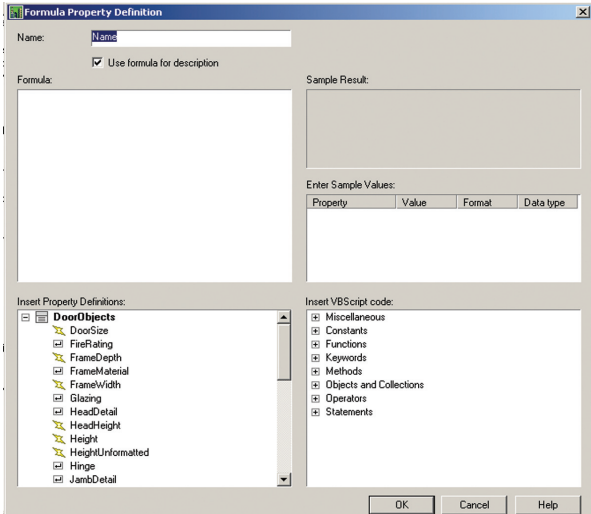 Formula Property Definition
Name:
Name
Use formula for description
Formula:
Sample Result:
Enter Sample Values:
Property Value Format Data type
Insert Property Definitions:
DoorObjects
DoorSize
FireRating
FrameDepth
FrameMaterial
FrameWidth
Glazing
HeadDetail
HeadHeight
Height
HeightUnformatted
Hinge
JambDetail
Insert VBScript code:
Miscellaneous
Constants
Functions
Keywords
Methods
Objects and Collections
Operators
Statements
OK Cancel Help